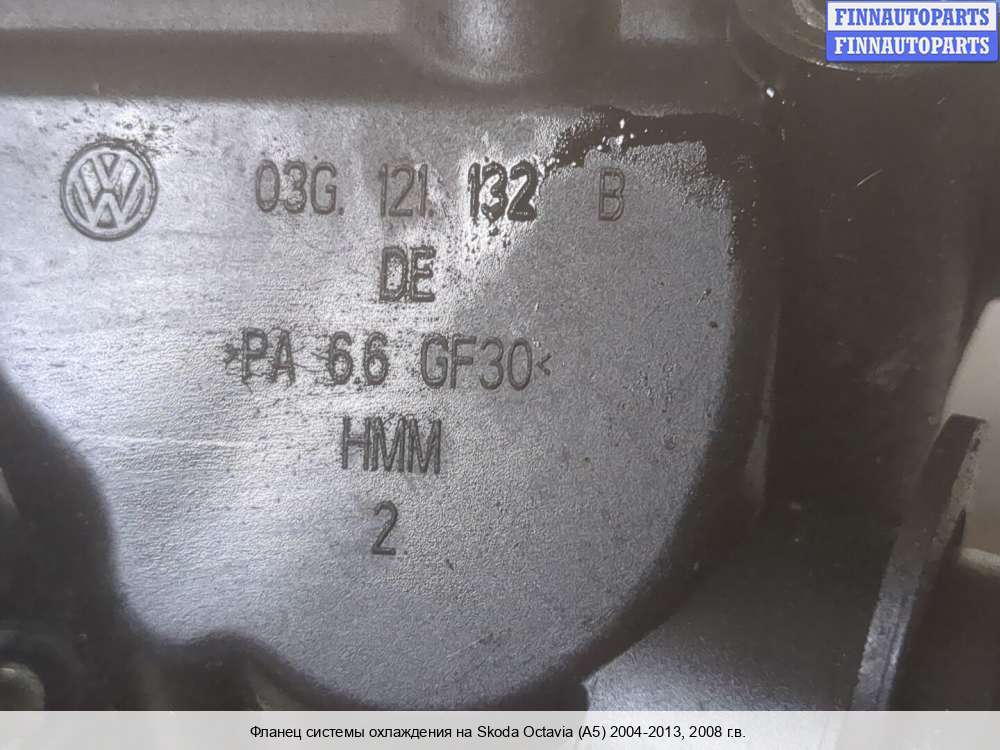 FINNAUTOPARTS
FINNAUTOPARTS
03G. 121. 132 B
DE
>PA 6.6 GF30<
HMM
2
Фланец системы охлаждения на Skoda Octavia (A5) 2004-2013, 2008 г.в.